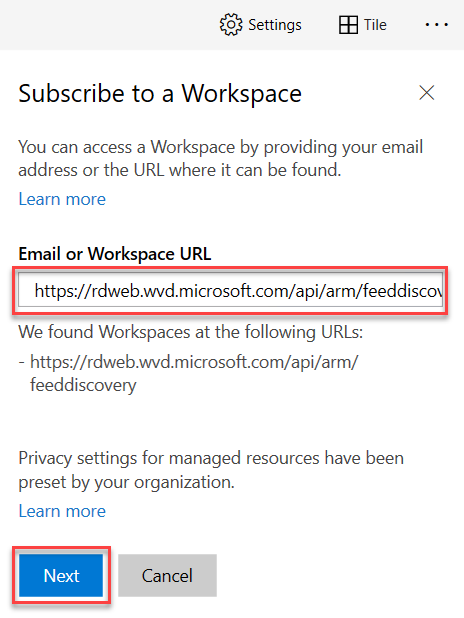 Settings Tile ...
Subscribe to a Workspace
You can access a Workspace by providing your email
address or the URL where it can be found.
Learn more
Email or Workspace URL
https://rdweb.wvd.microsoft.com/api/arm/feeddiscov
We found Workspaces at the following URLs:
- https://rdweb.wvd.microsoft.com/api/arm/
feeddiscovery
Privacy settings for managed resources have been
preset by your organization.
Learn more
Next Cancel